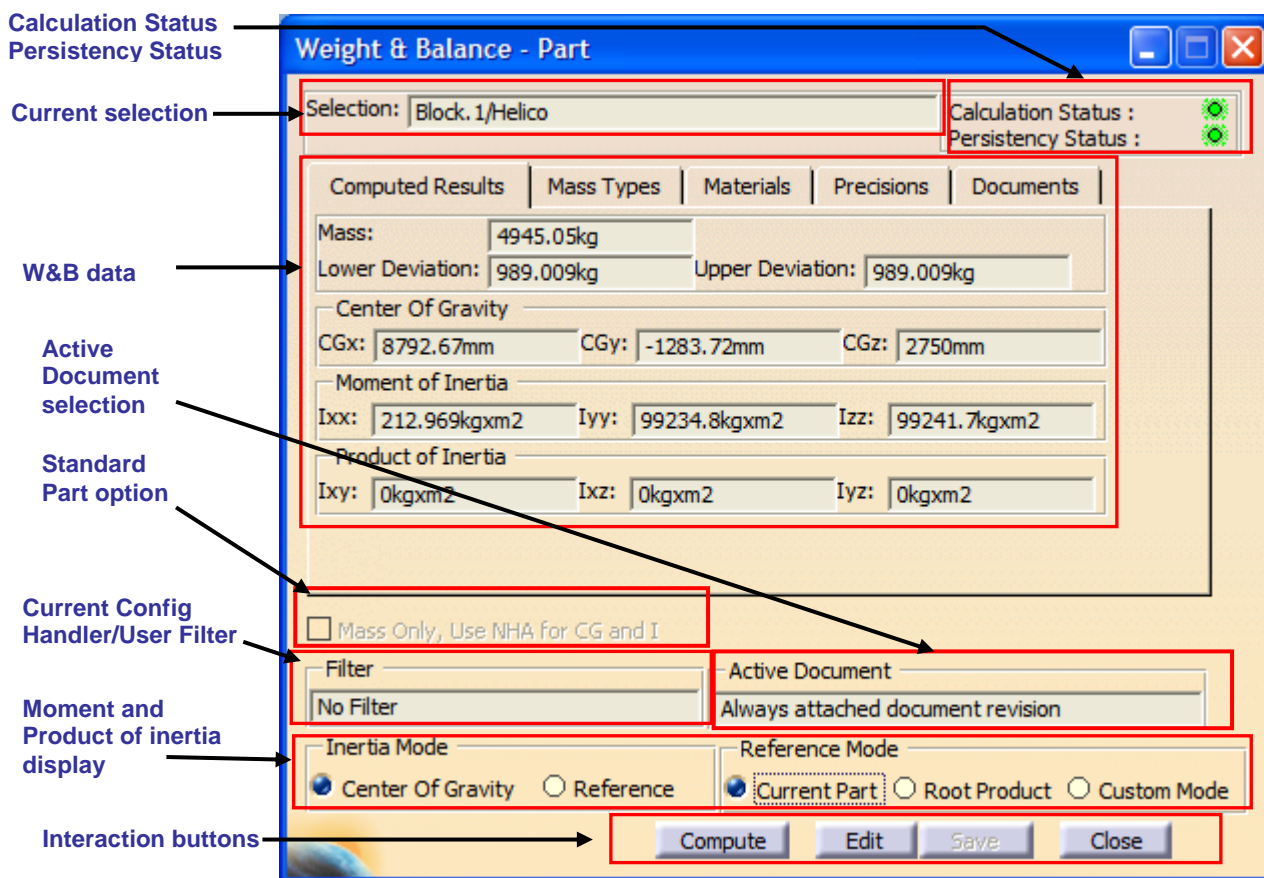 Calculation Status
Persistency Status
Current selection
W&B data
Active
Document
selection
Standard
Part option
Current Config
Handler/User Filter
Moment and
Product of inertia
display
Interaction buttons
Weight & Balance - Part
Selection: Block.1/Helico
Calculation Status :
Persistency Status :
Computed Results Mass Types Materials Precisions Documents
Mass: 4945.05kg
Lower Deviation: 989.009kg Upper Deviation: 989.009kg
Center Of Gravity
CGx: 8792.67mm CGy: -1283.72mm CGz: 2750mm
Moment of Inertia
Ixx: 212.969kgxm2 Iyy: 99234.8kgxm2 Izz: 99241.7kgxm2
Product of Inertia
Ixy: 0kgxm2 Ixz: 0kgxm2 Iyz: 0kgxm2
Mass Only, Use NHA for CG and I
Filter Active Document
No Filter Always attached document revision
Inertia Mode Reference Mode
Center Of Gravity Reference Current Part Root Product Custom Mode
Compute Edit Save Close